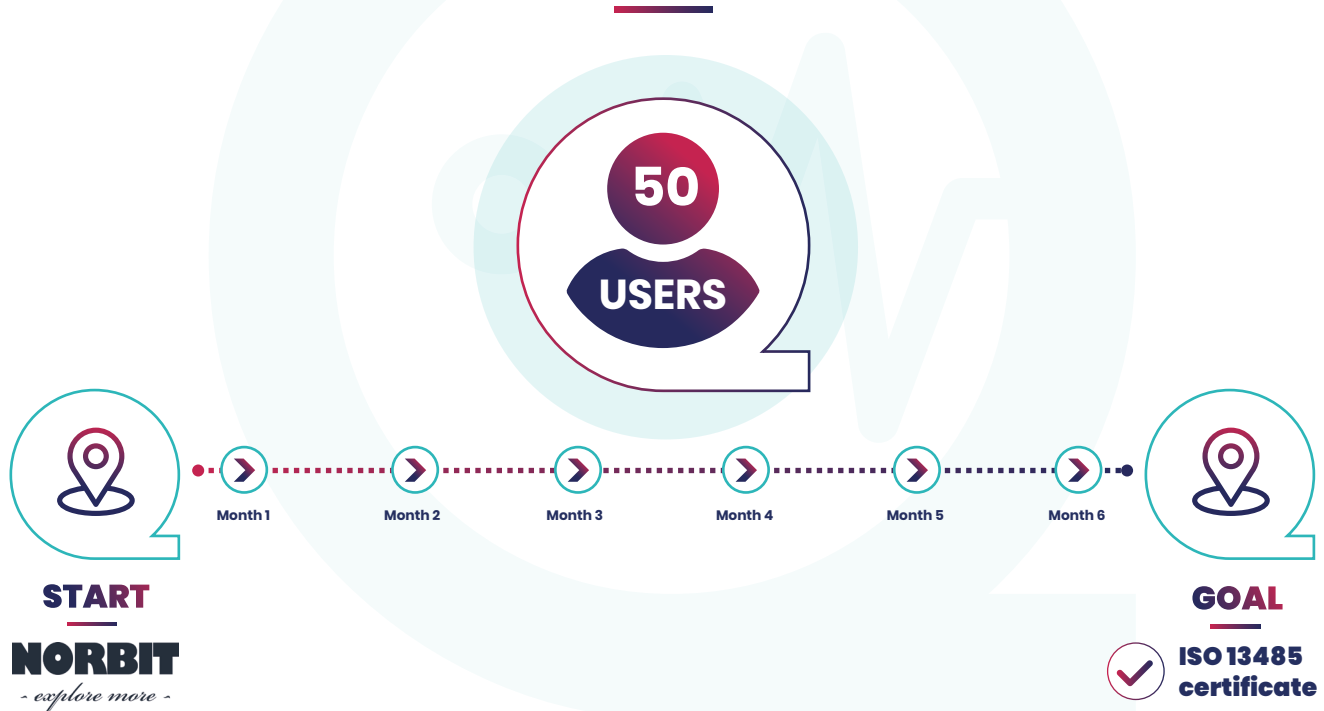 50
USERS
Month 1
Month 2
Month 3
Month 4
Month 5
Month 6
START
NORBIT
- explore more -
GOAL
ISO 13485
certificate